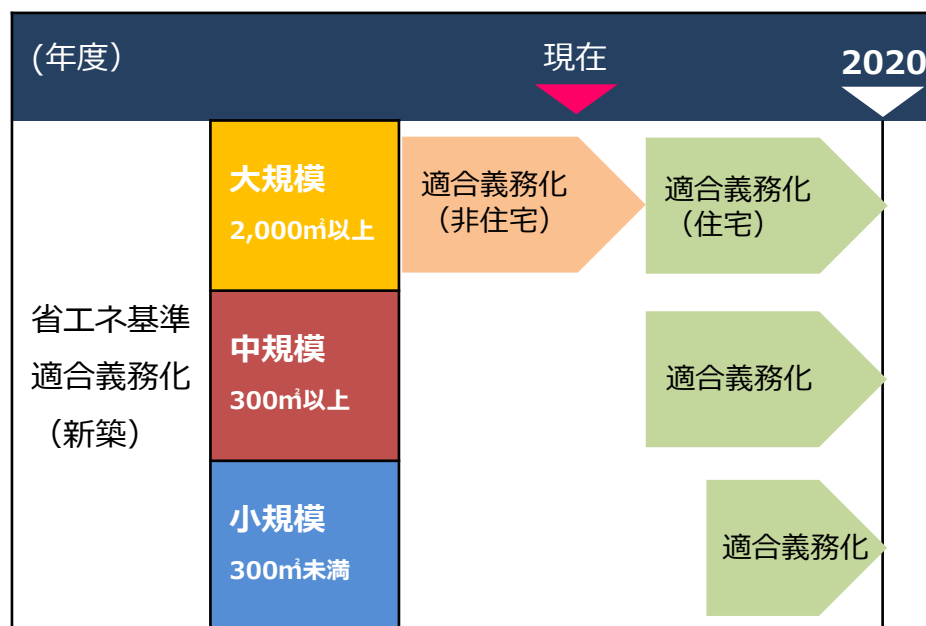 (年度）
現在
2020
省エネ基準
適合義務化
（新築）
大規模
2,000㎡以上
適合義務化
（非住宅）
適合義務化
（住宅）
中規模
300㎡以上
適合義務化
小規模
300㎡未満
適合義務化